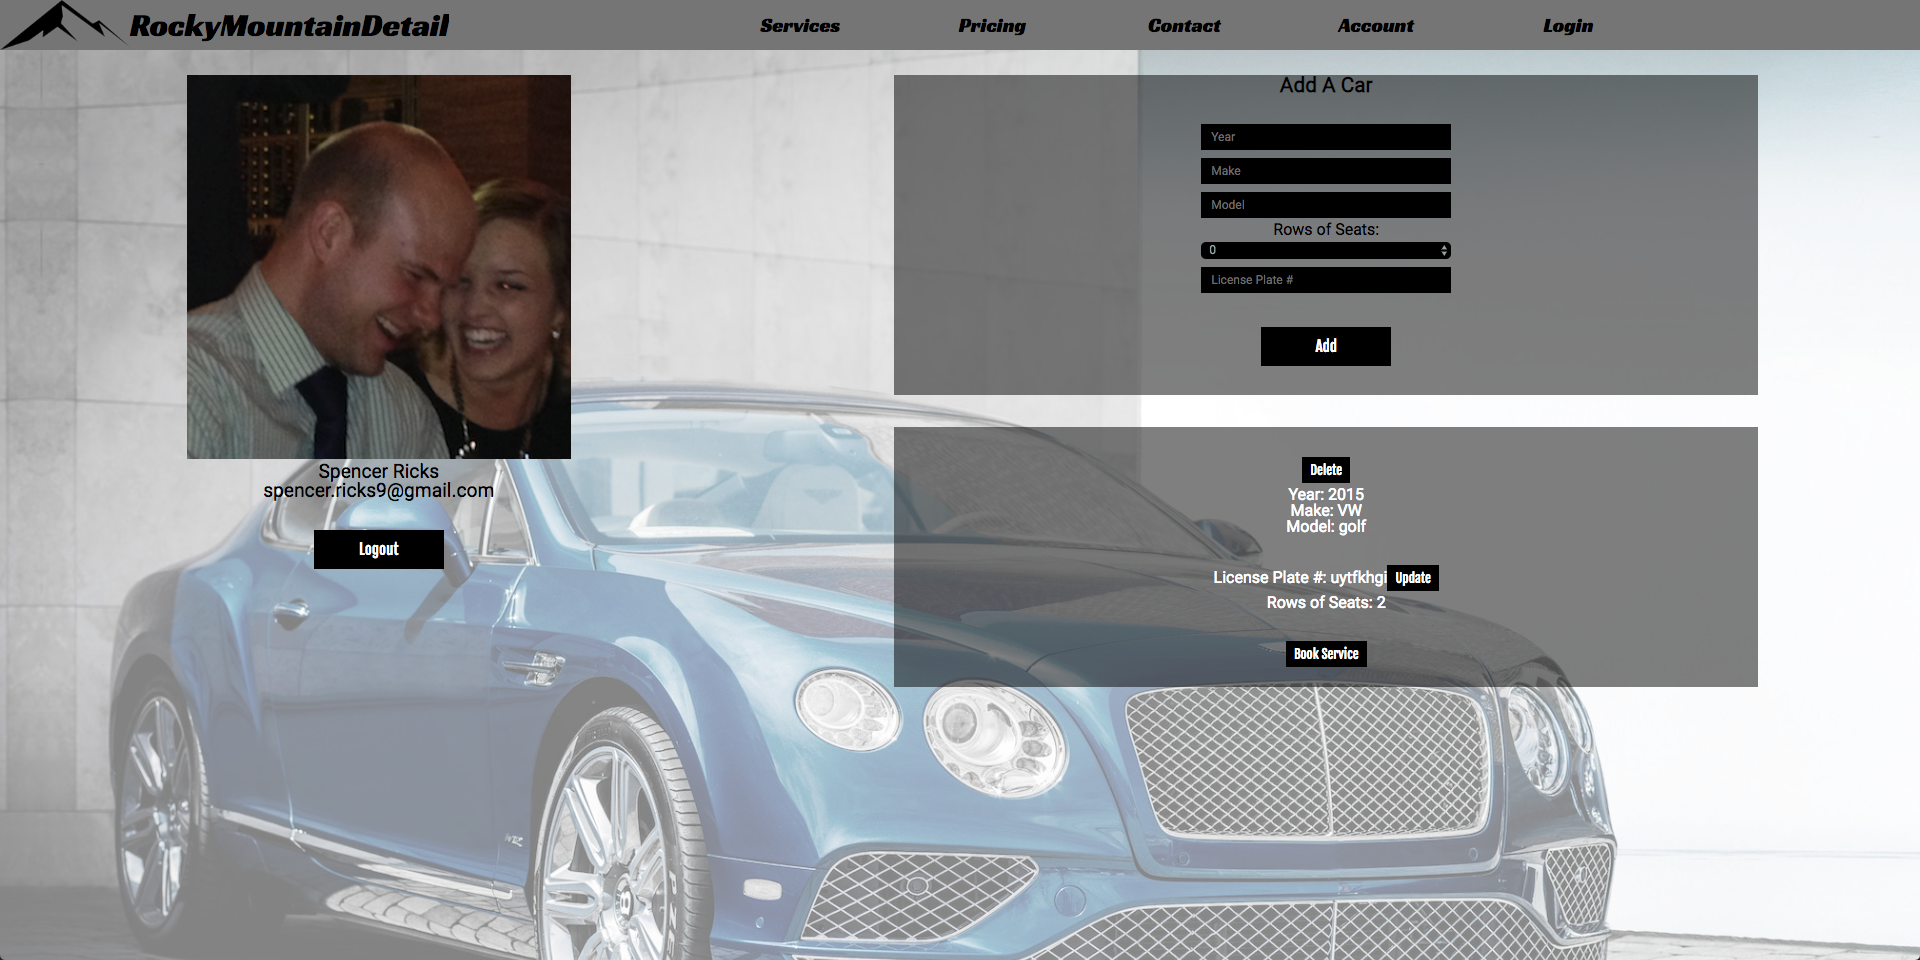 RockyMountainDetail
Services
Pricing
Contact
Account
Login
Spencer Ricks
spencer.ricks9@gmail.com
Logout
Add A Car
Year
Make
Model
Rows of Seats:
0
License Plate #
Add
Delete
Year: 2015
Make: VW
Model: golf
License Plate #: uytfkhgi Update
Rows of Seats: 2
Book Service